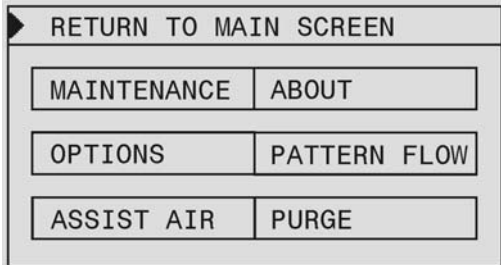 RETURN TO MAIN SCREEN
MAINTENANCE ABOUT
OPTIONS PATTERN FLOW
ASSIST AIR PURGE